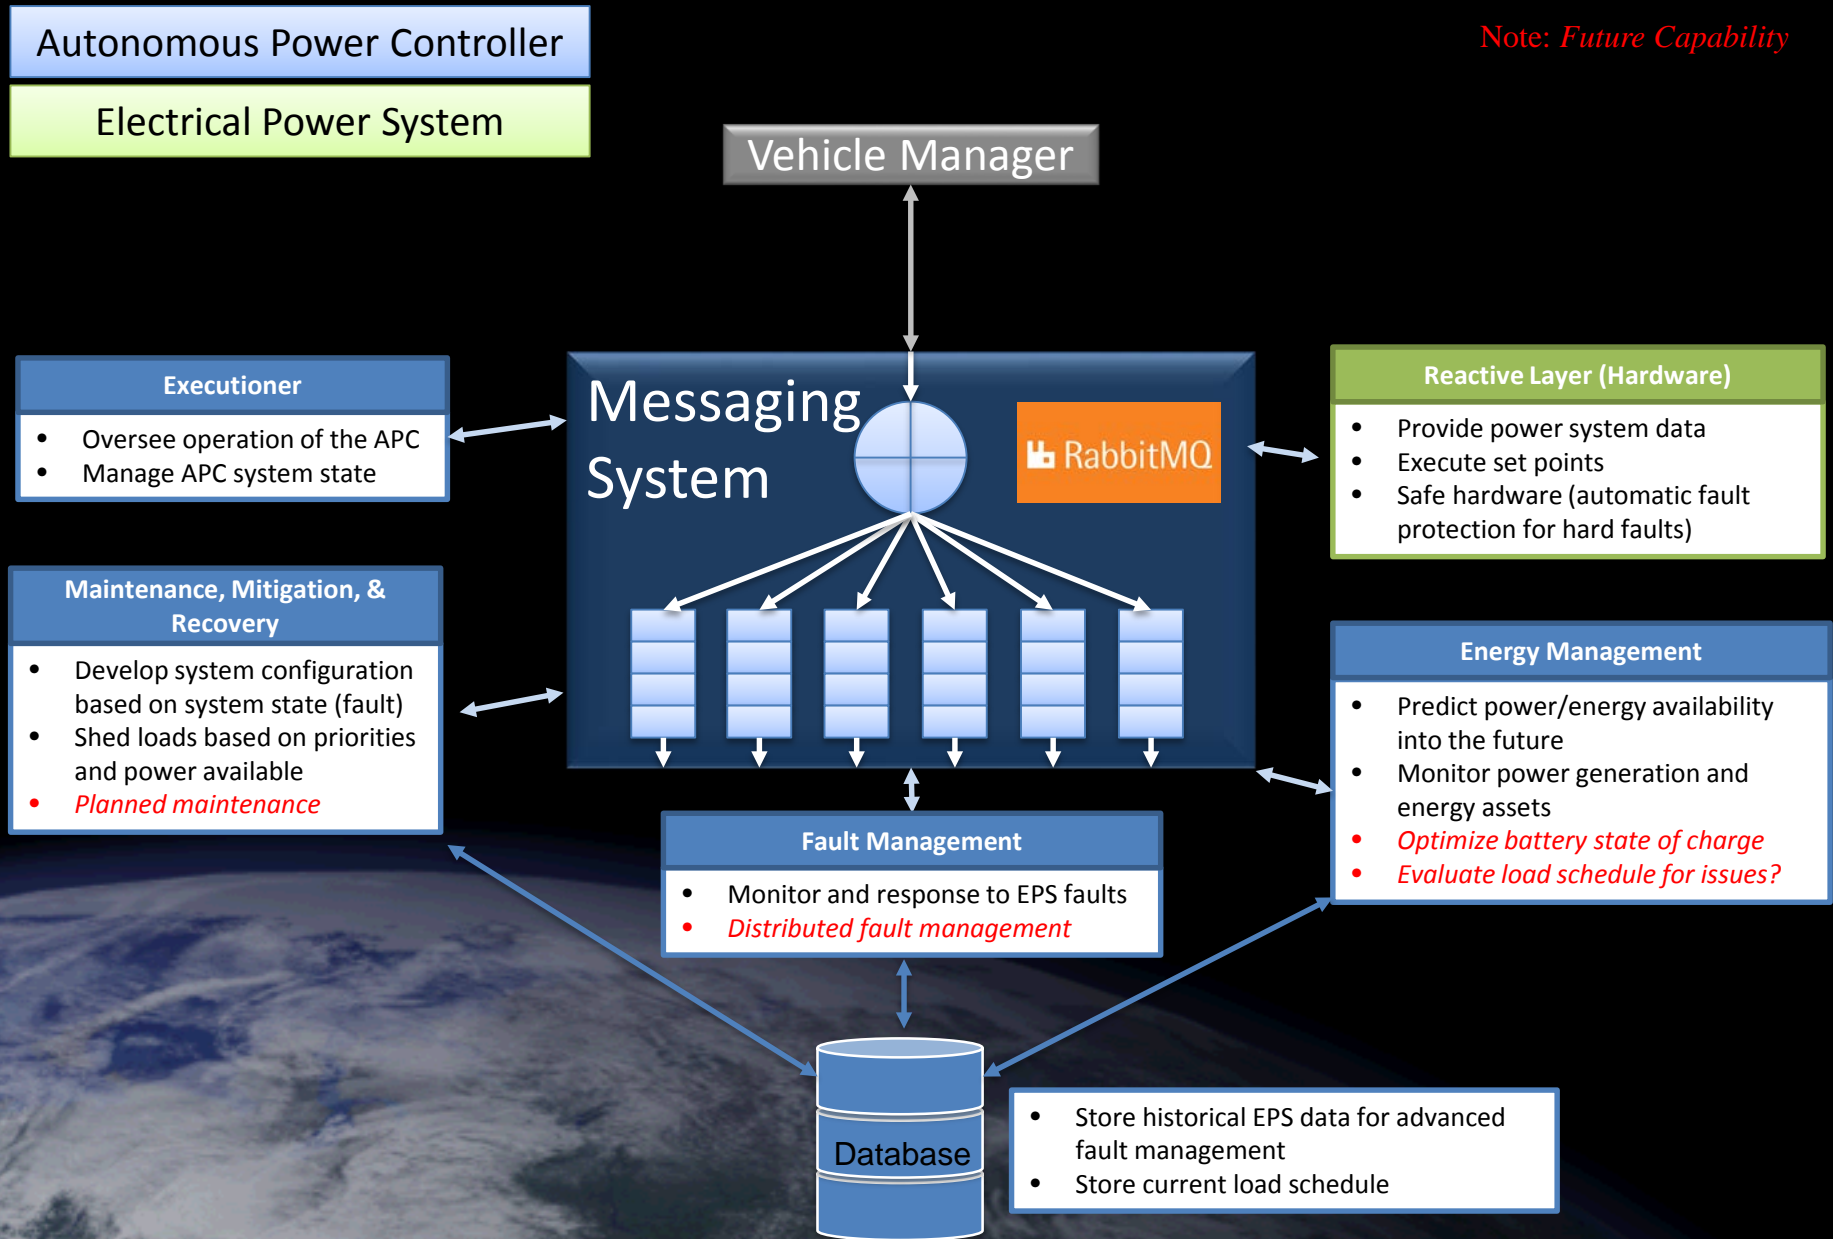 Autonomous Power Controller
Electrical Power System
Note: Future Capability
Vehicle Manager
Executioner
• Oversee operation of the APC
• Manage APC system state
Messaging
System
RabbitMQ
Reactive Layer (Hardware)
• Provide power system data
• Execute set points
• Safe hardware (automatic fault
protection for hard faults)
Maintenance, Mitigation, &
Recovery
• Develop system configuration
based on system state (fault)
• Shed loads based on priorities
and power available
• Planned maintenance
Energy Management
• Predict power/energy availability
into the future
• Monitor power generation and
energy assets
• Optimize battery state of charge
• Evaluate load schedule for issues?
Fault Management
• Monitor and response to EPS faults
• Distributed fault management
Database
• Store historical EPS data for advanced
fault management
• Store current load schedule